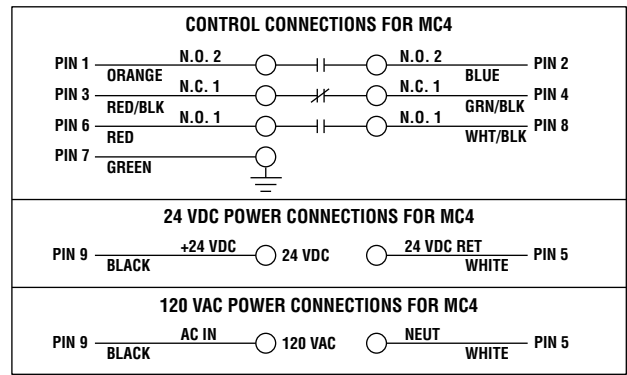 CONTROL CONNECTIONS FOR MC4
PIN 1 N.O. 2 N.O. 2 PIN 2
ORANGE BLUE
PIN 3 N.C. 1 N.C. 1 PIN 4
RED/BLK GRN/BLK
PIN 6 N.O. 1 N.O. 1 PIN 8
RED WHT/BLK
PIN 7
GREEN
24 VDC POWER CONNECTIONS FOR MC4
PIN 9 +24 VDC 24 VDC 24 VDC RET PIN 5
BLACK WHITE
120 VAC POWER CONNECTIONS FOR MC4
PIN 9 AC IN 120 VAC NEUT PIN 5
BLACK WHITE